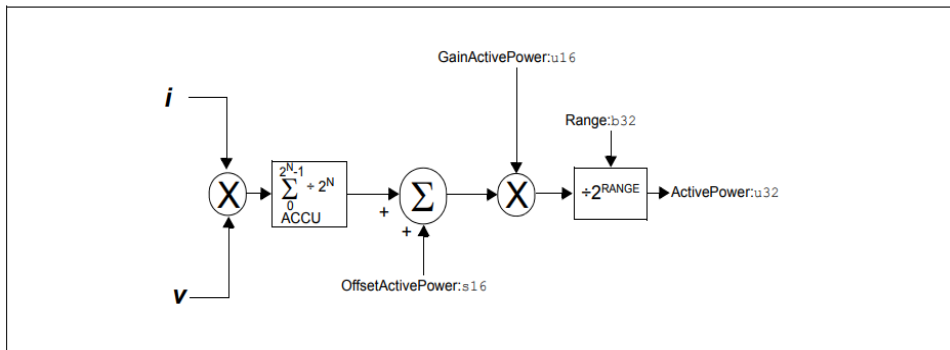 GainActivePower:u16
i
Range:b32
X
2^N-1
∑ ÷ 2^N
0
ACCU
+
Σ
X
÷2^RANGE
ActivePower:u32
+
OffsetActivePower:s16
v